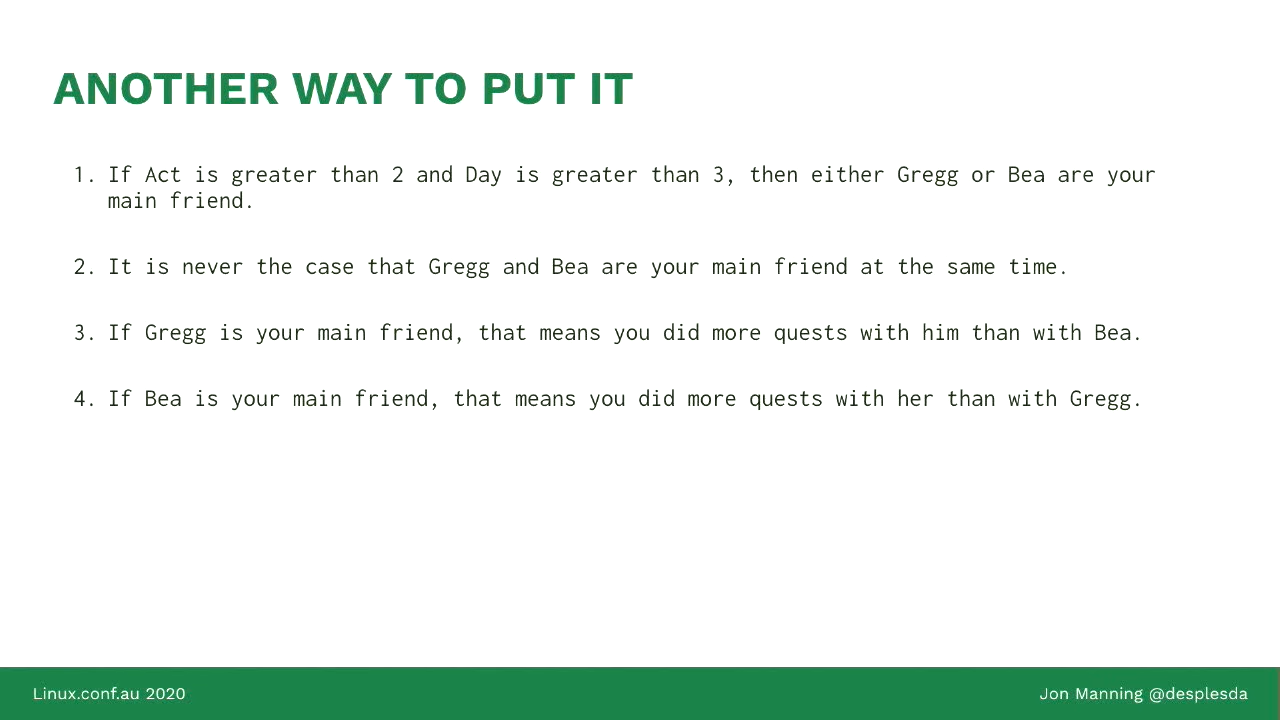 ANOTHER WAY TO PUT IT
1. If Act is greater than 2 and Day is greater than 3, then either Gregg or Bea are your
main friend.
2. It is never the case that Gregg and Bea are your main friend at the same time.
3. If Gregg is your main friend, that means you did more quests with him than with Bea.
4. If Bea is your main friend, that means you did more quests with her than with Gregg.
Linux.conf.au 2020
Jon Manning @desplesda